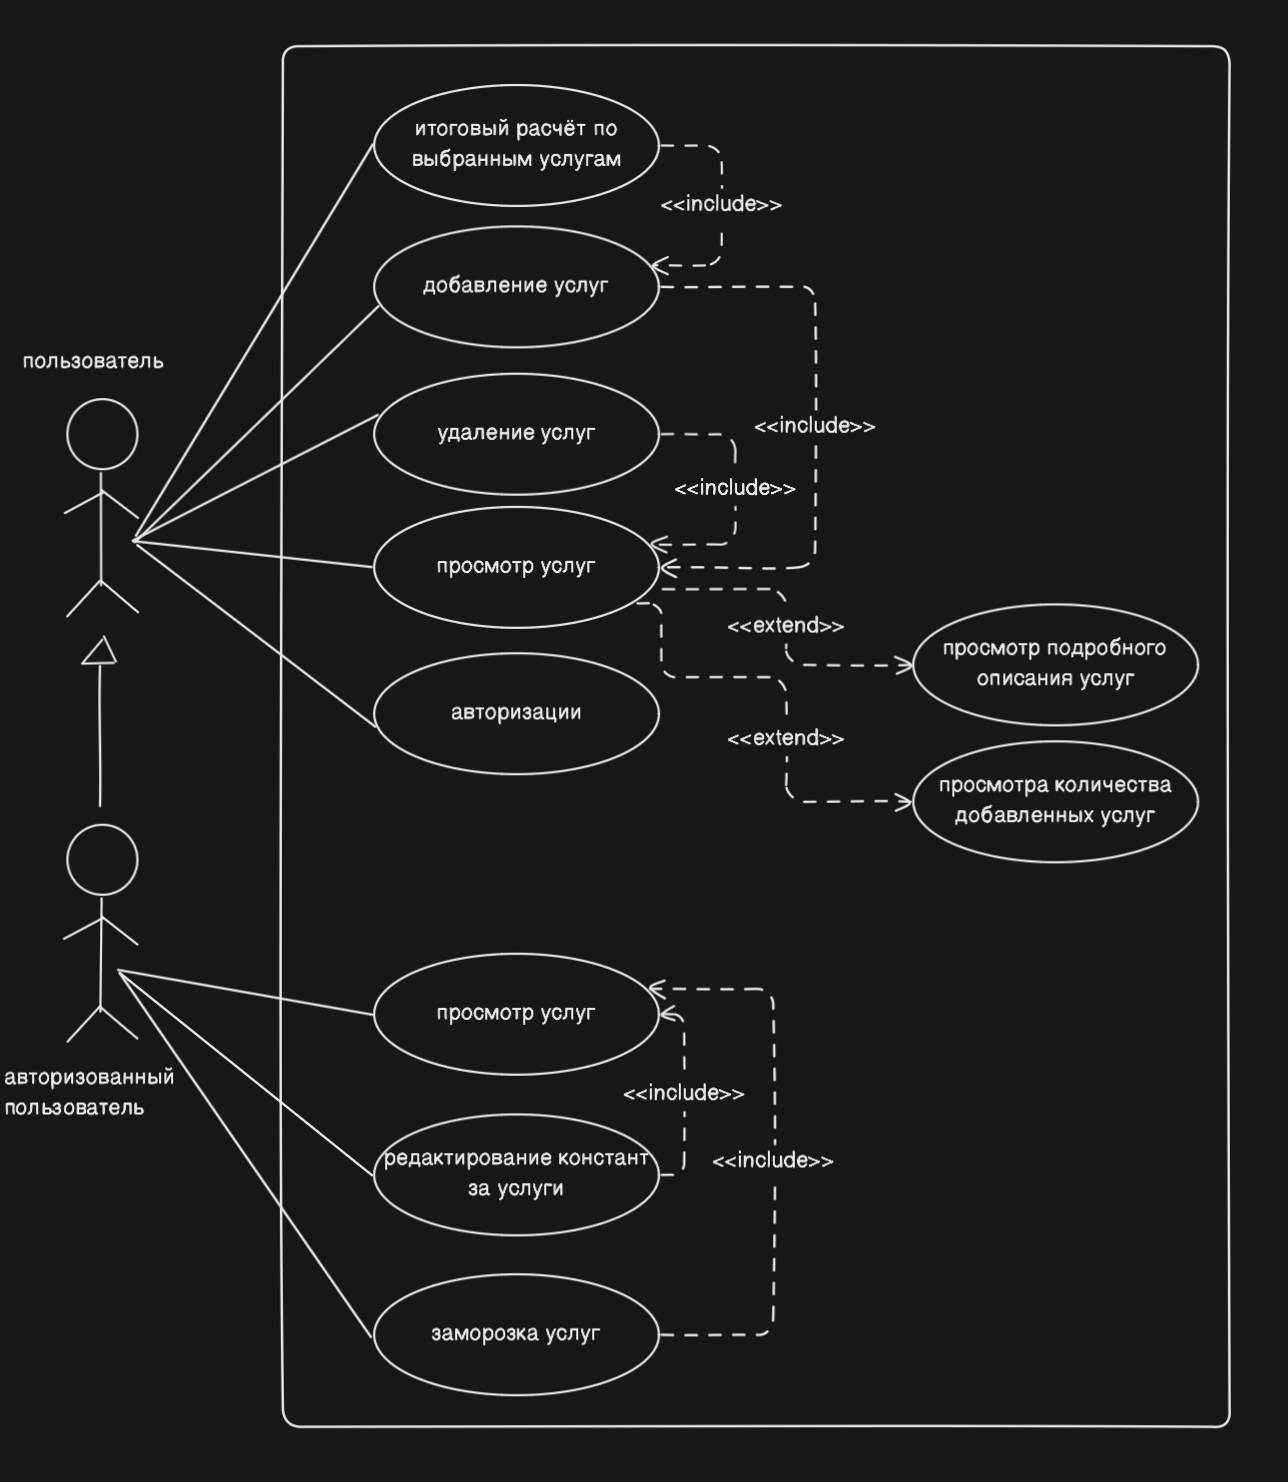 итоговый расчёт по
выбранным услугам
<<include>>
добавление услуг
пользователь
удаление услуг
<<include>>
<<include>>
просмотр услуг
<<extend>>
просмотр подробного
описания услуг
авторизации
<<extend>>
просмотра количества
добавленных услуг
просмотр услуг
авторизованный
пользователь
<<include>>
редактирование констант
за услуги
<<include>>
заморозка услуг